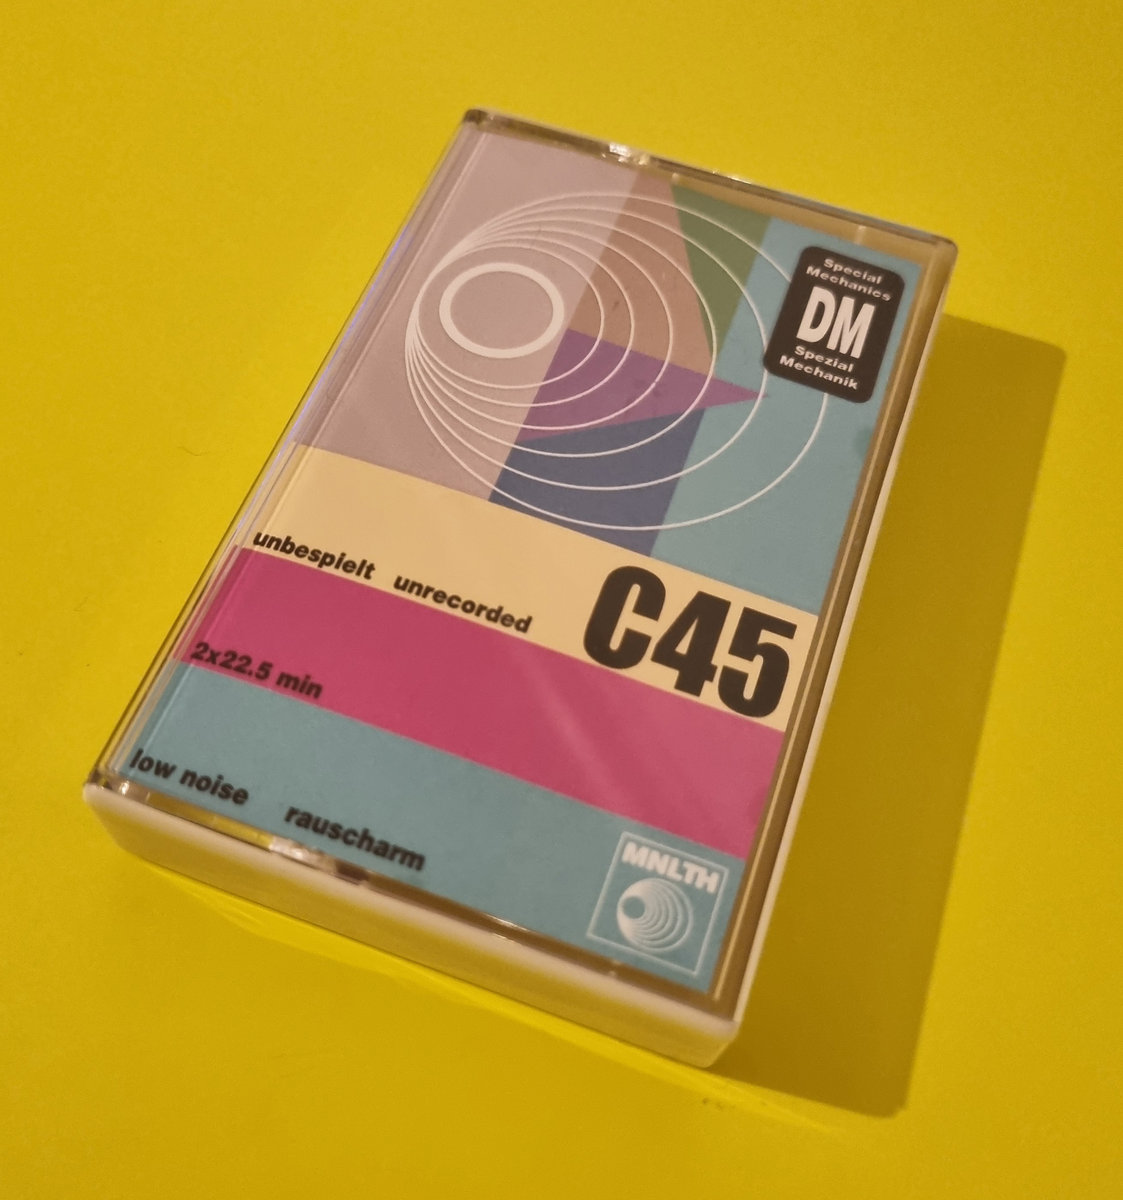 Special
Mechanics
DM
Spezial
Mechanik
unbespielt unrecorded
C45
2x22.5 min
low noise rauscharm
MNLTH